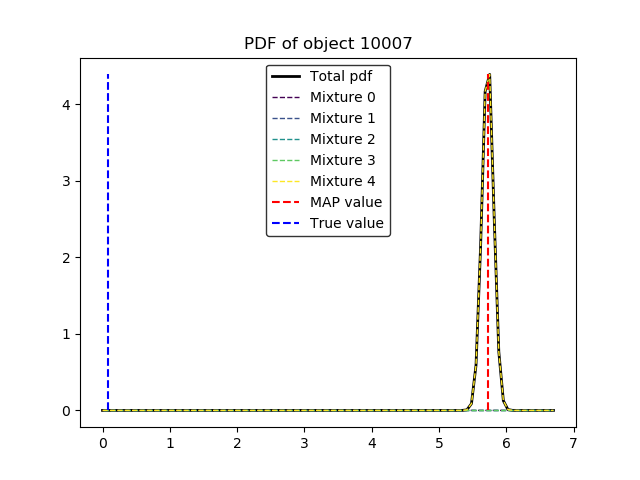 PDF of object 10007
Total pdf
Mixture 0
Mixture 1
Mixture 2
Mixture 3
Mixture 4
MAP value
True value
4
3
2
1
0
0 1 2 3 4 5 6 7